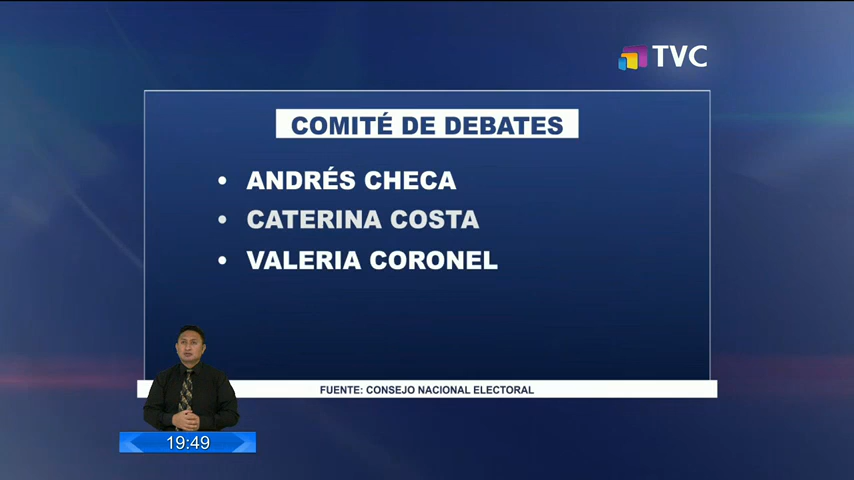 TVC
COMITÉ DE DEBATES
• ANDRÉS CHECA
• CATERINA COSTA
• VALERIA CORONEL
FUENTE: CONSEJO NACIONAL ELECTORAL
19:49